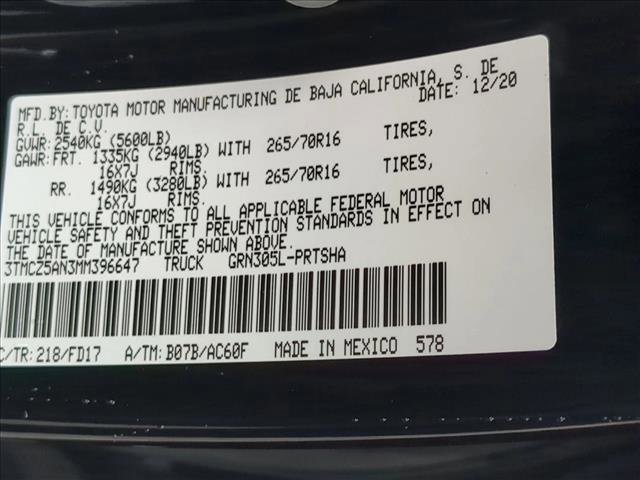 MFD.BY: TOYOTA MOTOR MANUFACTURING DE BAJA CALIFORNIA, S. DE
R.L. DE C.V. DATE: 12/20
GVWR: 2540KG (5600LB)
GAWR: FRT. 1335KG (2940LB) WITH 265/70R16 TIRES,
16X7J RIMS.
RR. 1490KG (3280LB) WITH 265/70R16 TIRES,
16X7J RIMS.
THIS VEHICLE CONFORMS TO ALL APPLICABLE FEDERAL MOTOR
VEHICLE SAFETY AND THEFT PREVENTION STANDARDS IN EFFECT ON
THE DATE OF MANUFACTURE SHOWN ABOVE.
3TMCZ5AN3MM396647 TRUCK GRN305L-PRTSHA
C/TR: 218/FD17 A/TM: B07B/AC60F MADE IN MEXICO 578